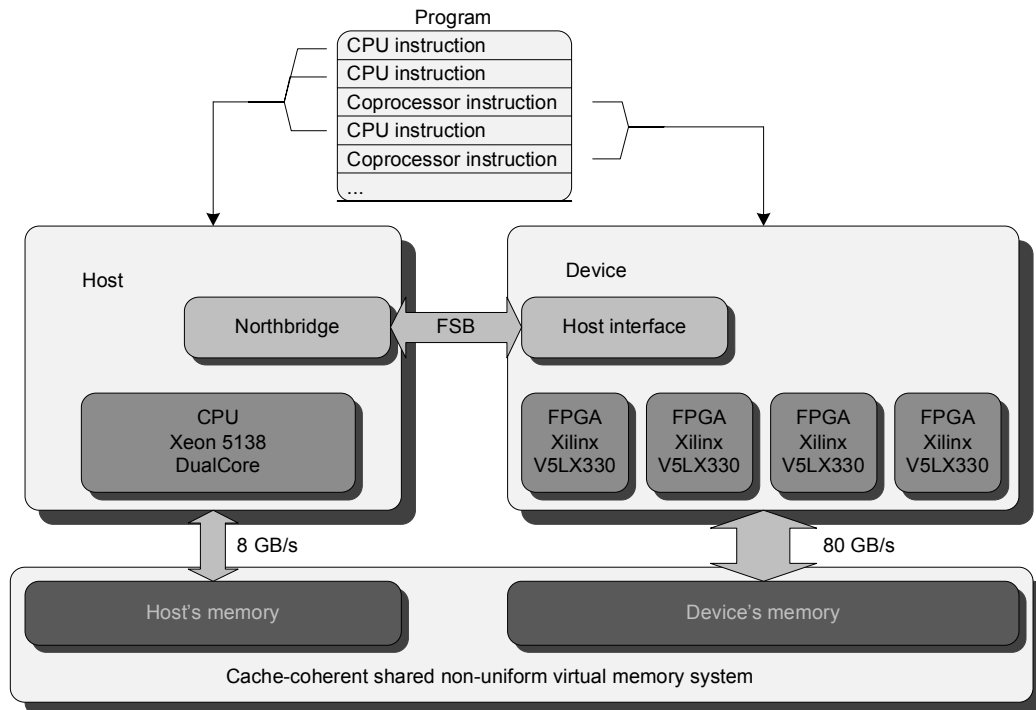 Program
CPU instruction
CPU instruction
Coprocessor instruction
CPU instruction
Coprocessor instruction
...
Host
Device
Northbridge
FSB
Host interface
CPU
Xeon 5138
DualCore
FPGA
Xilinx
V5LX330
FPGA
Xilinx
V5LX330
FPGA
Xilinx
V5LX330
FPGA
Xilinx
V5LX330
8 GB/s
80 GB/s
Host's memory
Device's memory
Cache-coherent shared non-uniform virtual memory system